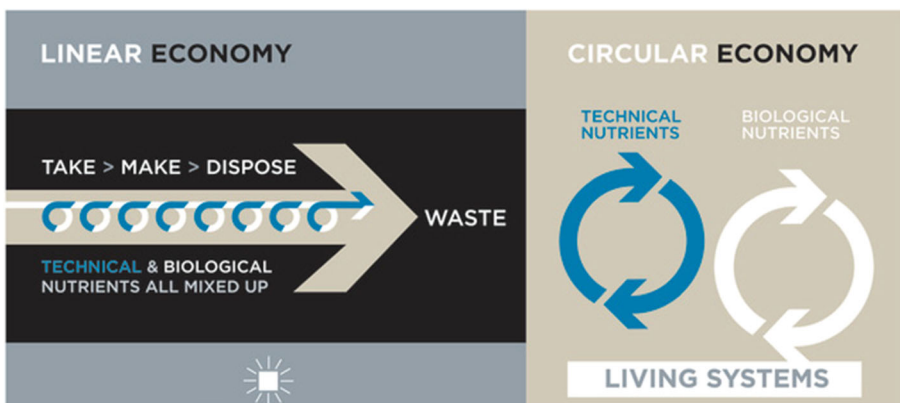 LINEAR ECONOMY
TAKE > MAKE > DISPOSE
WASTE
TECHNICAL & BIOLOGICAL
NUTRIENTS ALL MIXED UP
CIRCULAR ECONOMY
TECHNICAL
NUTRIENTS
BIOLOGICAL
NUTRIENTS
LIVING SYSTEMS